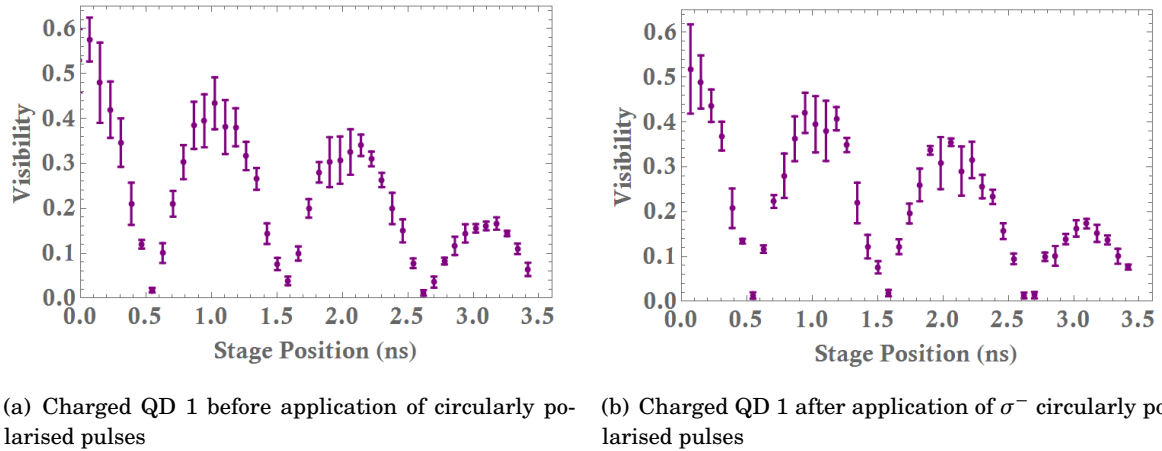 0.6
0.5
0.4
0.3
0.2
0.1
0.0
Visibility
0.0 0.5 1.0 1.5 2.0 2.5 3.0 3.5
Stage Position (ns)
(a) Charged QD 1 before application of circularly po-
larised pulses
0.6
0.5
0.4
0.3
0.2
0.1
0.0
Visibility
0.0 0.5 1.0 1.5 2.0 2.5 3.0 3.5
Stage Position (ns)
(b) Charged QD 1 after application of σ⁻ circularly po
larised pulses